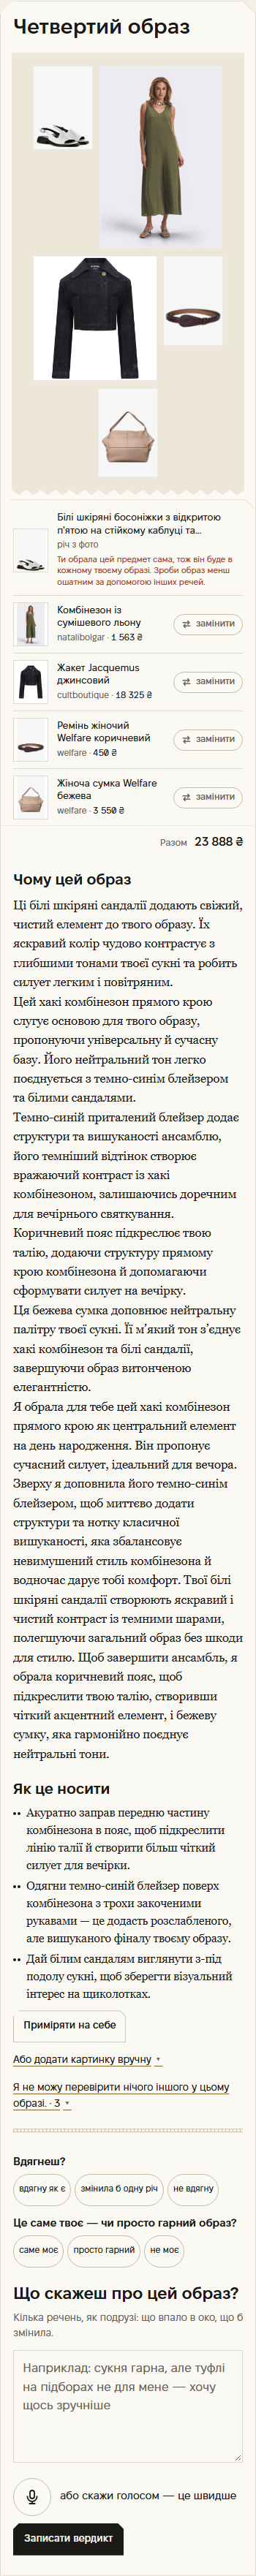 Четвертий образ
Білі шкіряні босоніжки з відкритою
п'ятою на стійкому каблуці та...
річ з фото
Ти обрала цей предмет сама, тож він буде в
кожному твоєму образі. Зроби образ менш
ошатним за допомогою інших речей.
Комбінезон із
сумішевого льону
natalibolgar · 1 563 ₴
замінити
Жакет Jacquemus
джинсовий
cultboutique · 18 325 ₴
замінити
Ремінь жіночий
Welfare коричневий
welfare · 450 ₴
замінити
Жіноча сумка Welfare
бежева
welfare · 3 550 ₴
замінити
Разом 23 888 ₴
Чому цей образ
Ці білі шкіряні сандалії додають свіжий,
чистий елемент до твого образу. Їх
яскравий колір чудово контрастує з
глибшими тонами твоєї сукні та робить
силует легким і повітряним.
Цей хакі комбінезон прямого крою
слугує основою для твого образу,
пропонуючи універсальну й сучасну
базу. Його нейтральний тон легко
поєднується з темно-синім блейзером
та білими сандалями.
Темно-синій приталений блейзер додає
структури та вишуканості ансамблю,
його темніший відтінок створює
вражаючий контраст із хакі
комбінезоном, залишаючись доречним
для вечірнього святкування.
Коричневий пояс підкреслює твою
талію, додаючи структуру прямому
крою комбінезона й допомагаючи
сформувати силует на вечірку.
Ця бежева сумка доповнює нейтральну
палітру твоєї сукні. Її м'який тон з'єднує
хакі комбінезон та білі сандалії,
завершуючи образ витонченою
елегантністю.
Я обрала для тебе цей хакі комбінезон
прямого крою як центральний елемент
на день народження. Він пропонує
сучасний силует, ідеальний для вечора.
Зверху я доповнила його темно-синім
блейзером, щоб миттєво додати
структури та нотку класичної
вишуканості, яка збалансовує
невимушений стиль комбінезона й
водночас дарує тобі комфорт. Твої білі
шкіряні сандалії створюють яскравий і
чистий контраст із темними шарами,
полегшуючи загальний образ без шкоди
для стилю. Щоб завершити ансамбль, я
обрала коричневий пояс, щоб
підкреслити твою талію, створивши
чіткий акцентний елемент, і бежеву
сумку, яка гармонійно поєднує
нейтральні тони.
Як це носити
Акуратно заправ передню частину
комбінезона в пояс, щоб підкреслити
лінію талії й створити більш чіткий
силует для вечірки.
Одягни темно-синій блейзер поверх
комбінезона з трохи закоченими
рукавами — це додасть розслабленого,
але вишуканого фіналу твоєму образу.
Дай білим сандалям виглянути з-під
подолу сукні, щоб зберегти візуальний
інтерес на щиколотках.
Приміряти на себе
Або додати картинку вручну
Я не можу перевірити нічого іншого у цьому
образі. · 3
Вдягнеш?
вдягну як є
змінила б одну річ
не вдягну
Це саме твоє — чи просто гарний образ?
саме моє
просто гарний
не моє
Що скажеш про цей образ?
Кілька речень, як подрузі: що впало в око, що б
змінила.
Наприклад: сукня гарна, але туфлі
на підборах не для мене — хочу
щось зручніше
або скажи голосом — це швидше
Записати вердикт